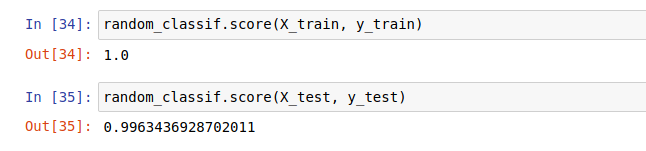 In [34]: random_classif.score(X_train, y_train)
Out[34]: 1.0
In [35]: random_classif.score(X_test, y_test)
Out[35]: 0.9963436928702011